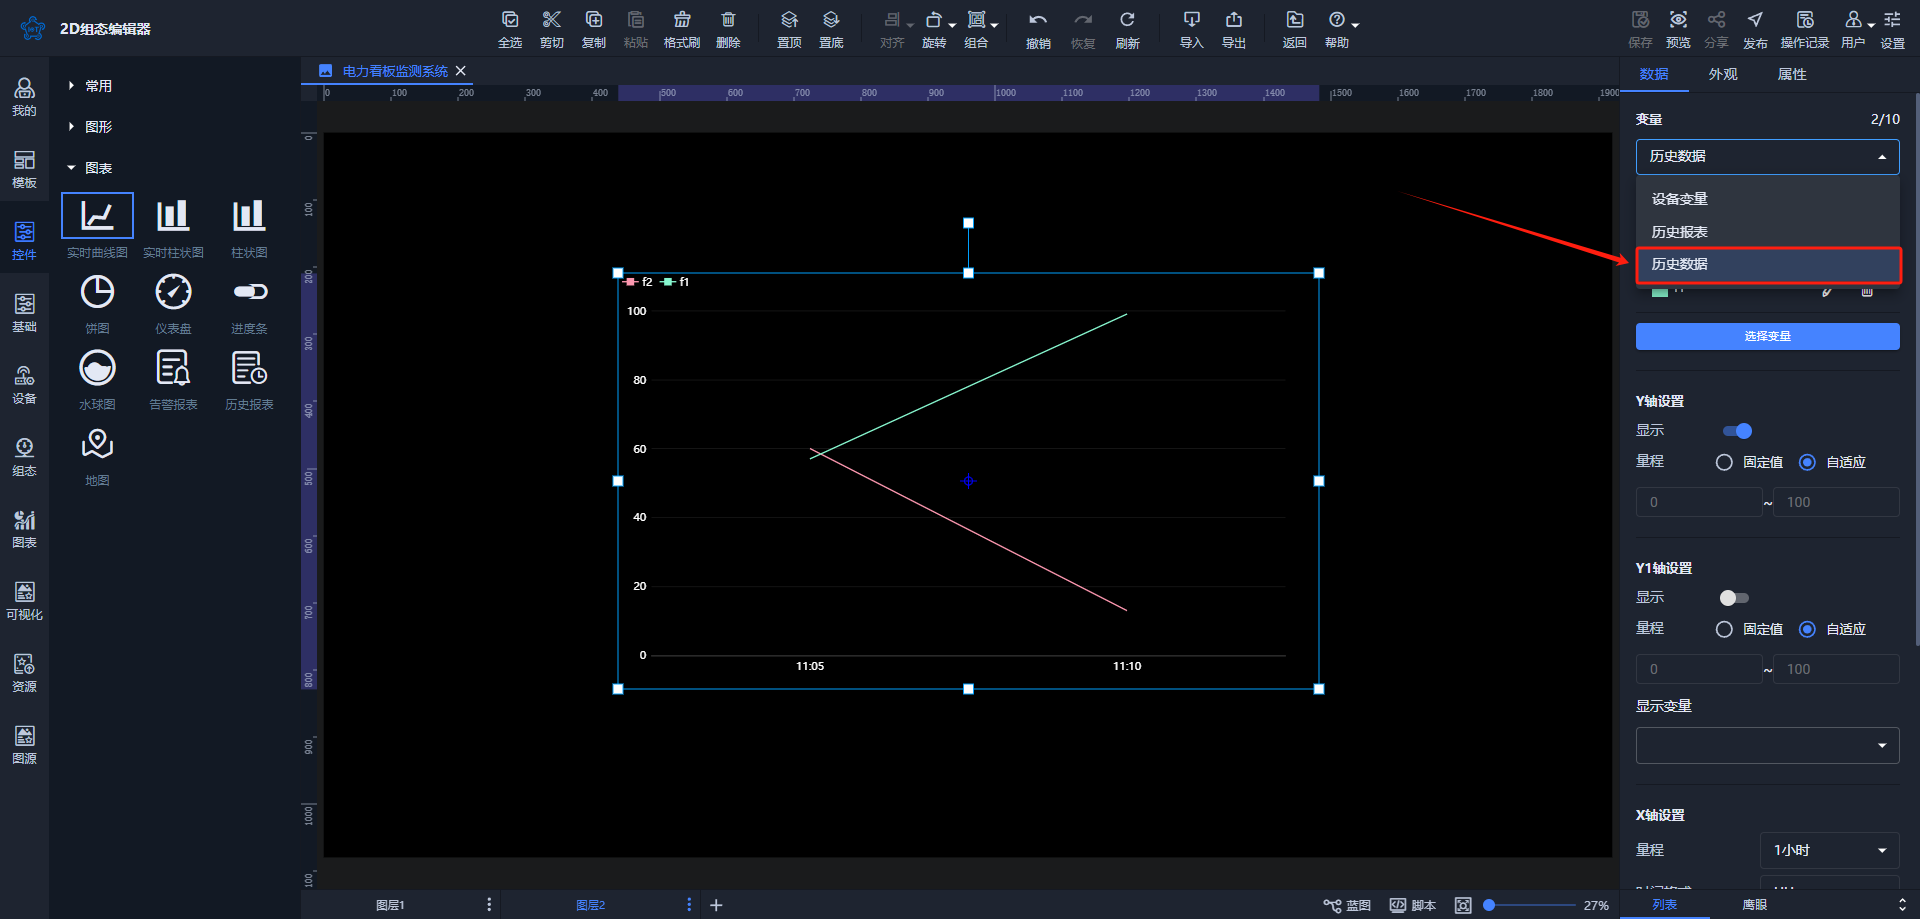 2D组态编辑器
全选
剪切
复制
粘贴
格式刷
删除
置顶
置底
对齐
旋转
组合
撤销
恢复
刷新
导入
导出
返回
帮助
保存
预览
分享
发布
操作记录
用户
设置
我的
模板
控件
基础
设备
组态
图表
可视化
资源
图源
常用
图形
图表
实时曲线图
实时柱状图
柱状图
饼图
仪表盘
进度条
水球图
告警报表
历史报表
地图
电力看板监测系统
0 100 200 300 400 500 600 700 800 900 1000 1100 1200 1300 1400 1500 1600 1700 1800 1900
0
100
200
300
400
500
600
700
800
900
1000
f2 f1
100
80
60
40
20
0
11:05 11:10
图层1
图层2
蓝图
脚本
27%
数据 外观 属性
变量 2/10
历史数据
设备变量
历史报表
历史数据
选择变量
Y轴设置
显示
量程 固定值 自适应
0 ~ 100
Y1轴设置
显示
量程 固定值 自适应
0 ~ 100
显示变量
X轴设置
量程 1小时
列表 鹰眼